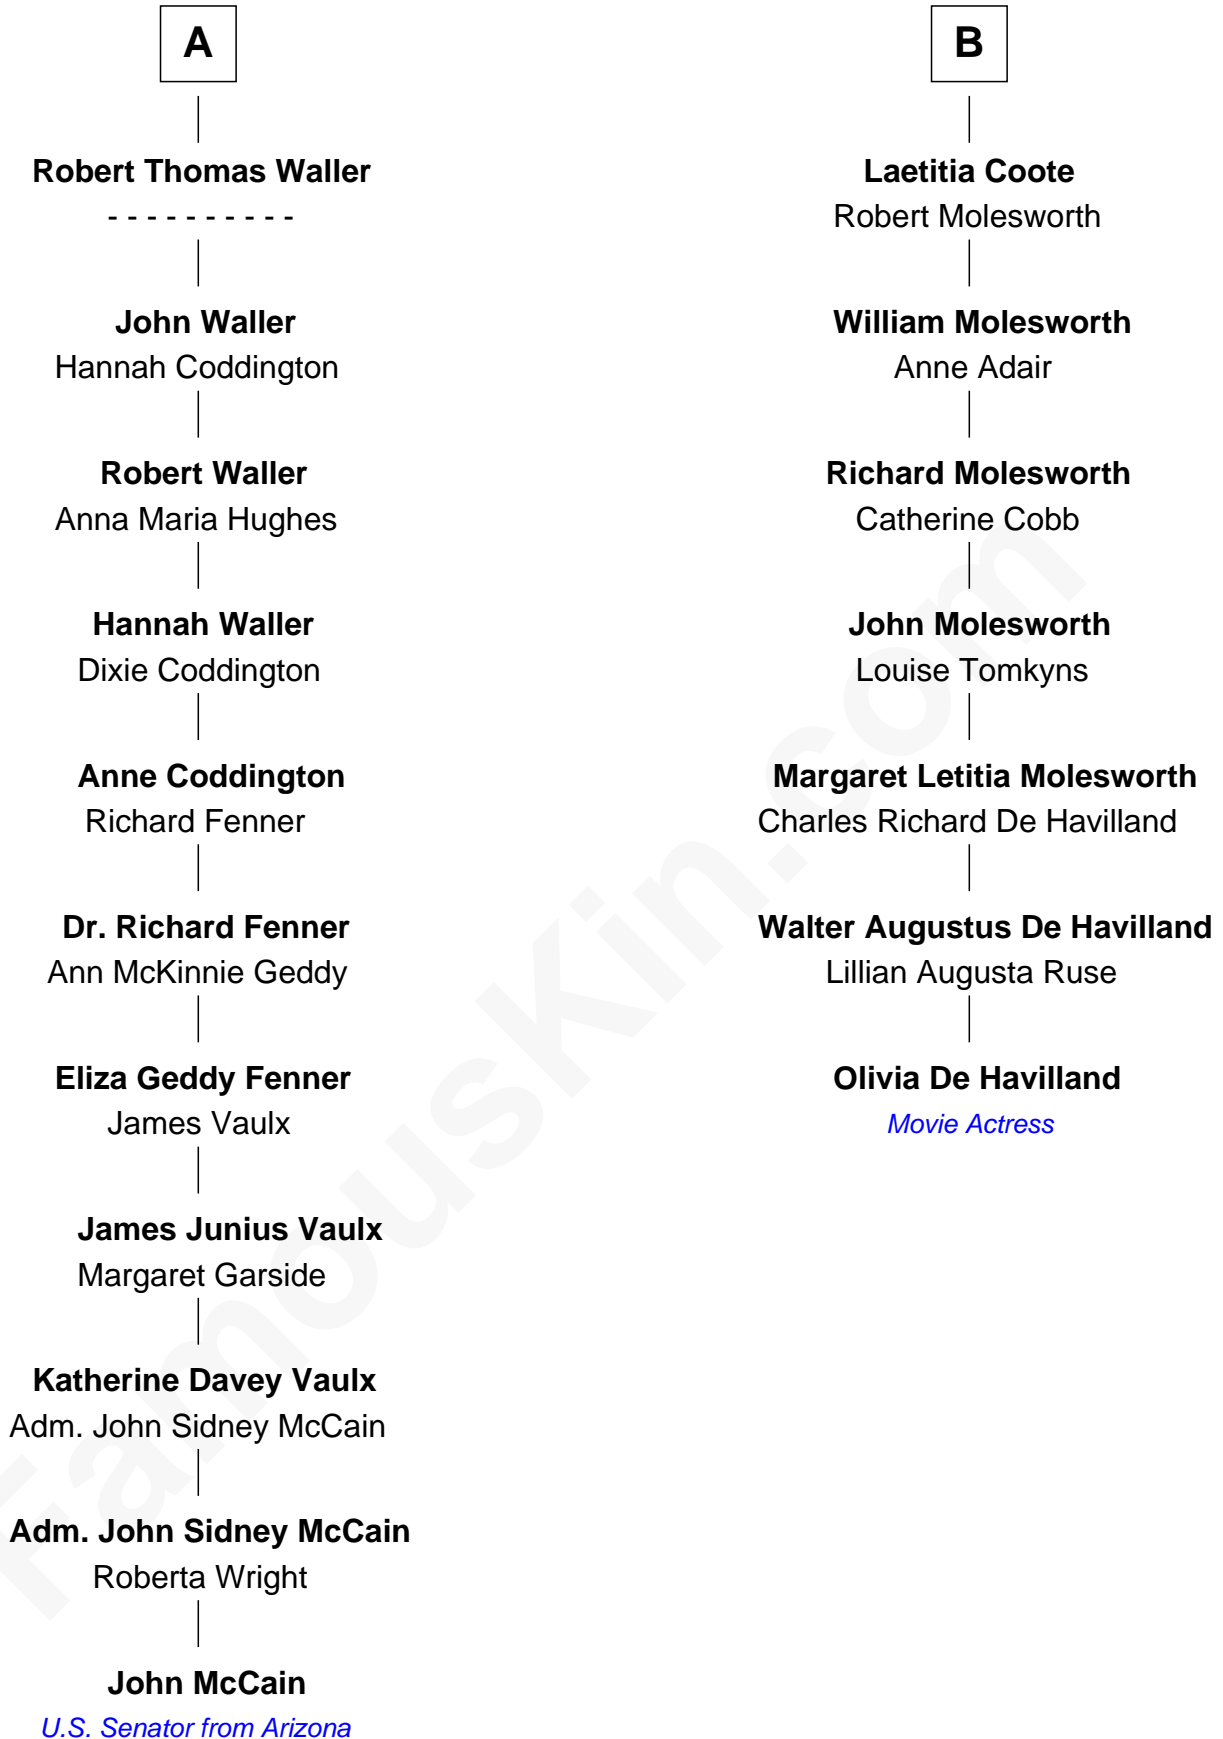 A
Robert Thomas Waller
- - - - - - - - - -
John Waller
Hannah Coddington
Robert Waller
Anna Maria Hughes
Hannah Waller
Dixie Coddington
Anne Coddington
Richard Fenner
Dr. Richard Fenner
Ann McKinnie Geddy
Eliza Geddy Fenner
James Vaulx
James Junius Vaulx
Margaret Garside
Katherine Davey Vaulx
Adm. John Sidney McCain
Adm. John Sidney McCain
Roberta Wright
John McCain
U.S. Senator from Arizona
B
Laetitia Coote
Robert Molesworth
William Molesworth
Anne Adair
Richard Molesworth
Catherine Cobb
John Molesworth
Louise Tomkyns
Margaret Letitia Molesworth
Charles Richard De Havilland
Walter Augustus De Havilland
Lillian Augusta Ruse
Olivia De Havilland
Movie Actress
FamousKin.com